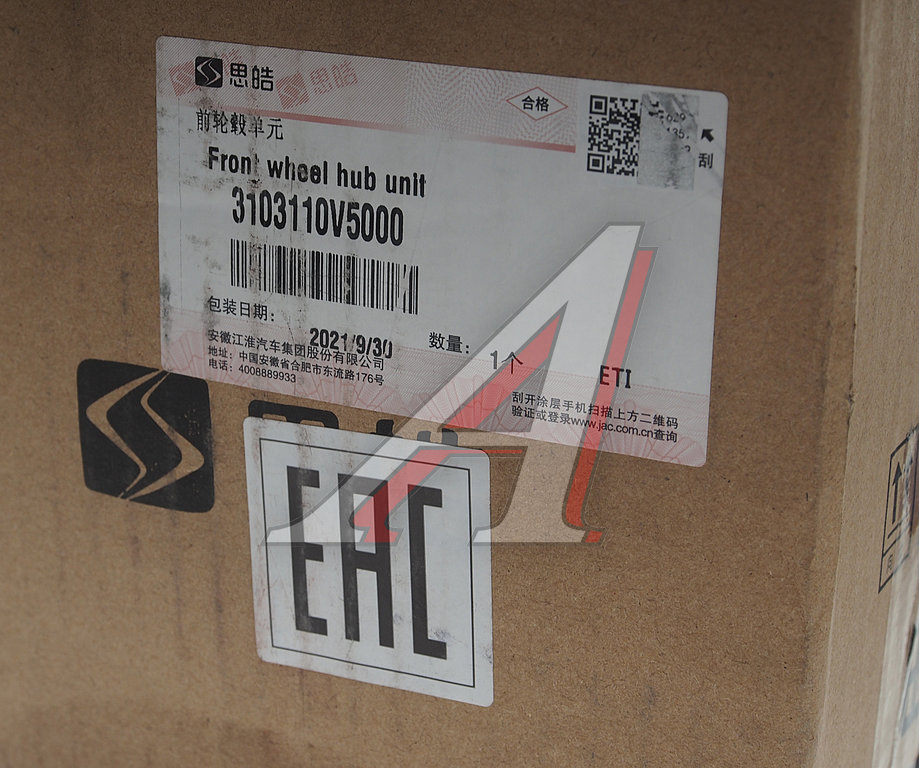 思皓
合格
刮
前轮毂单元
Front wheel hub unit
3103110V5000
包装日期：
2021/9/30
数量：
1个
ETI
安徽江淮汽车集团股份有限公司
地址：中国安徽省合肥市东流路176号
电话：4008889933
刮开涂层手机扫描上方二维码
验证或登录www.jac.com.cn查询
EAC